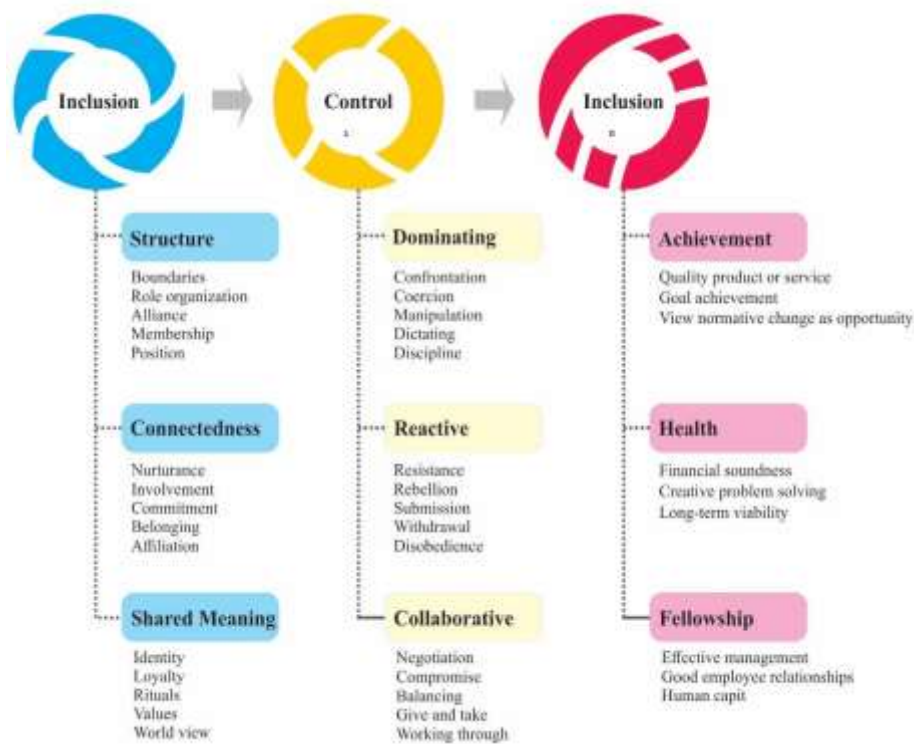 Inclusion
Structure
Boundaries
Role organization
Alliance
Membership
Position
Connectedness
Nurturance
Involvement
Commitment
Belonging
Affiliation
Shared Meaning
Identity
Loyalty
Rituals
Values
World view
Control
Dominating
Confrontation
Coercion
Manipulation
Dictating
Discipline
Reactive
Resistance
Rebellion
Submission
Withdrawal
Disobedience
Collaborative
Negotiation
Compromise
Balancing
Give and take
Working through
Inclusion
Achievement
Quality product or service
Goal achievement
View normative change as opportunity
Health
Financial soundness
Creative problem solving
Long-term viability
Fellowship
Effective management
Good employee relationships
Human capit